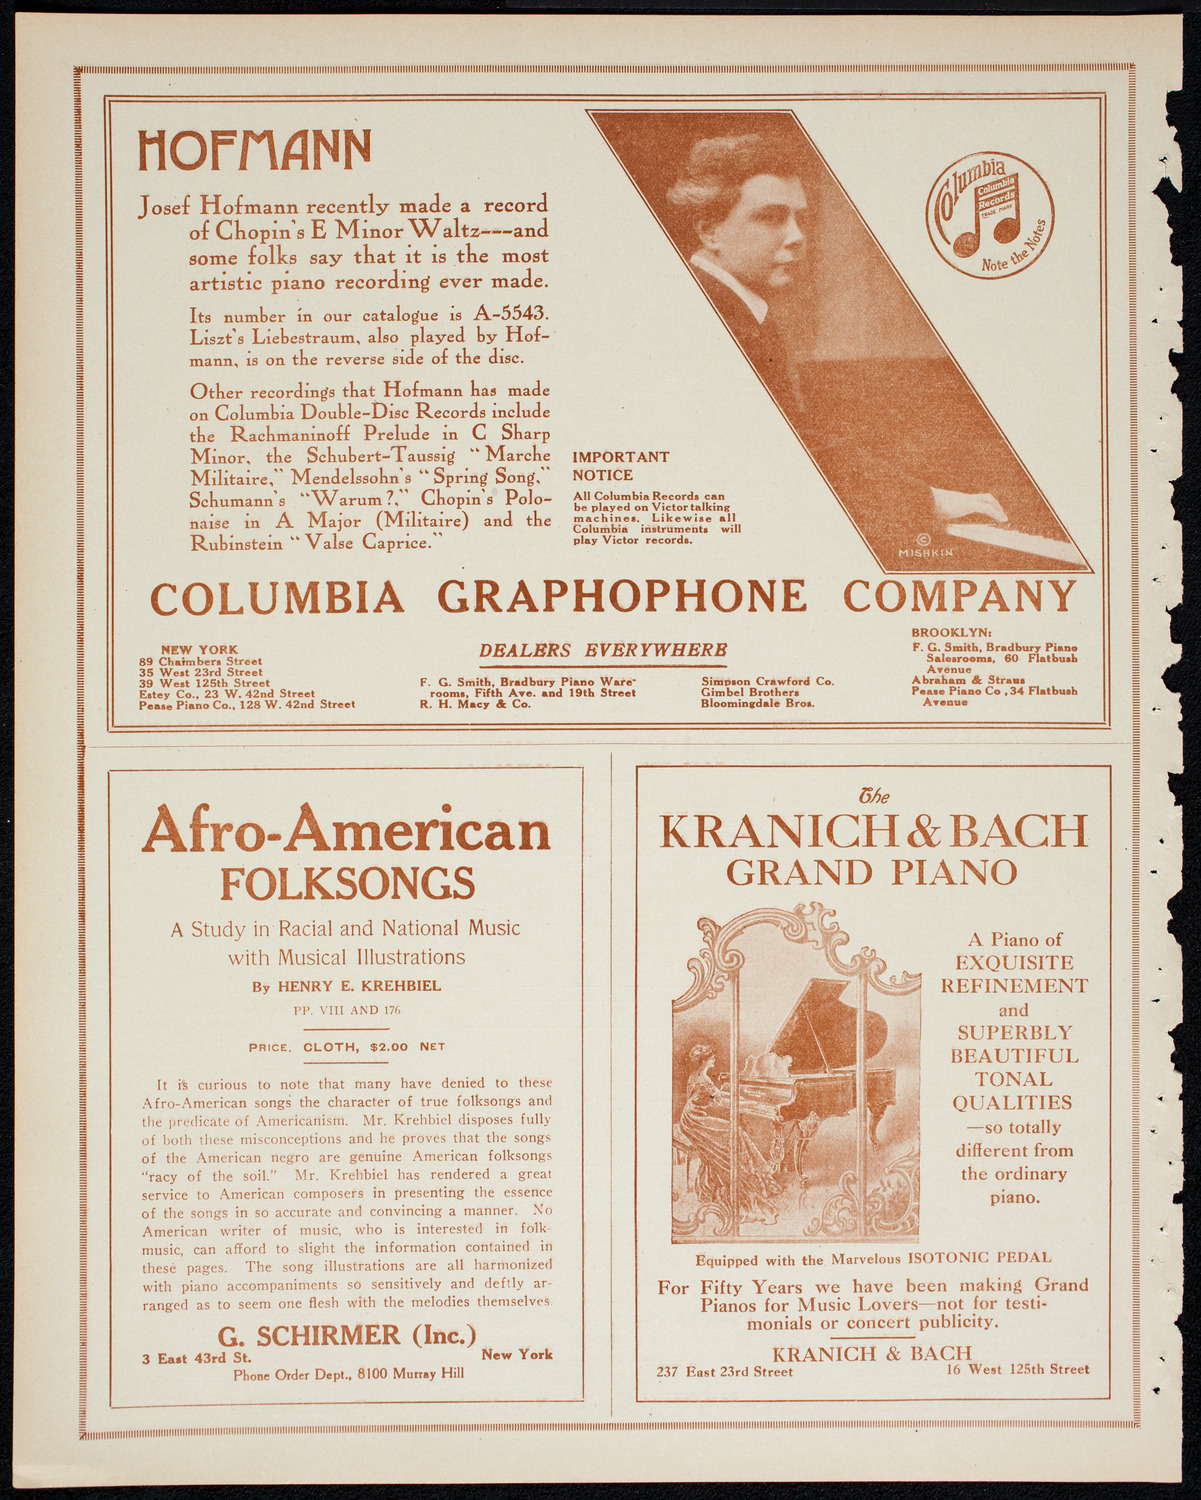 HOFMANN
Josef Hofmann recently made a record
of Chopin's E Minor Waltz---and
some folks say that it is the most
artistic piano recording ever made.
Its number in our catalogue is A-5543.
Liszt's Liebestraum, also played by Hof-
mann, is on the reverse side of the disc.
Other recordings that Hofmann has made
on Columbia Double-Disc Records include
the Rachmaninoff Prelude in C Sharp
Minor, the Schubert-Taussig "Marche
Militaire," Mendelssohn's "Spring Song,"
Schumann's "Warum?," Chopin's Polo-
naise in A Major (Militaire) and the
Rubinstein "Valse Caprice."
IMPORTANT
NOTICE
All Columbia Records can
be played on Victor talking
machines. Likewise all
Columbia instruments will
play Victor records.
©
MISHKIN
Columbia
Columbia
Records
TRADE MARK
Note the Notes
COLUMBIA GRAPHOPHONE COMPANY
NEW YORK
89 Chambers Street
35 West 23rd Street
39 West 125th Street
Estey Co., 23 W. 42nd Street
Pease Piano Co., 128 W. 42nd Street
DEALERS EVERYWHERE
F. G. Smith, Bradbury Piano Ware-
rooms, Fifth Ave. and 19th Street
R. H. Macy & Co.
Simpson Crawford Co.
Gimbel Brothers
Bloomingdale Bros.
BROOKLYN:
F. G. Smith, Bradbury Piano
Salesrooms, 60 Flatbush
Avenue
Abraham & Straus
Pease Piano Co., 34 Flatbush
Avenue
Afro-American
FOLKSONGS
A Study in Racial and National Music
with Musical Illustrations
By HENRY E. KREHBIEL
PP. VIII AND 176
PRICE, CLOTH, $2.00 NET
It is curious to note that many have denied to these
Afro-American songs the character of true folksongs and
the predicate of Americanism. Mr. Krehbiel disposes fully
of both these misconceptions and he proves that the songs
of the American negro are genuine American folksongs
"racy of the soil." Mr. Krehbiel has rendered a great
service to American composers in presenting the essence
of the songs in so accurate and convincing a manner. No
American writer of music, who is interested in folk-
music, can afford to slight the information contained in
these pages. The song illustrations are all harmonized
with piano accompaniments so sensitively and deftly ar-
ranged as to seem one flesh with the melodies themselves.
G. SCHIRMER (Inc.)
3 East 43rd St. New York
Phone Order Dept., 8100 Murray Hill
The
KRANICH & BACH
GRAND PIANO
A Piano of
EXQUISITE
REFINEMENT
and
SUPERBLY
BEAUTIFUL
TONAL
QUALITIES
—so totally
different from
the ordinary
piano.
Equipped with the Marvelous ISOTONIC PEDAL
For Fifty Years we have been making Grand
Pianos for Music Lovers—not for testi-
monials or concert publicity.
KRANICH & BACH
237 East 23rd Street 16 West 125th Street